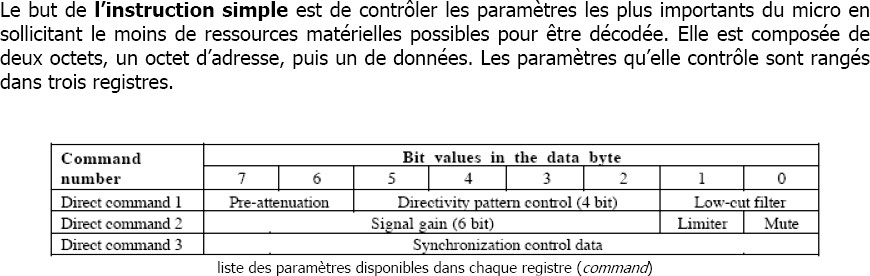 Le but de l’instruction simple est de contrôler les paramètres les plus importants du micro en
sollicitant le moins de ressources matérielles possibles pour être décodée. Elle est composée de
deux octets, un octet d’adresse, puis un de données. Les paramètres qu’elle contrôle sont rangés
dans trois registres.
Command number Bit values in the data byte
7 6 5 4 3 2 1 0
Direct command 1 Pre-attenuation Directivity pattern control (4 bit) Low-cut filter
Direct command 2 Signal gain (6 bit) Limiter Mute
Direct command 3 Synchronization control data
liste des paramètres disponibles dans chaque registre (command)